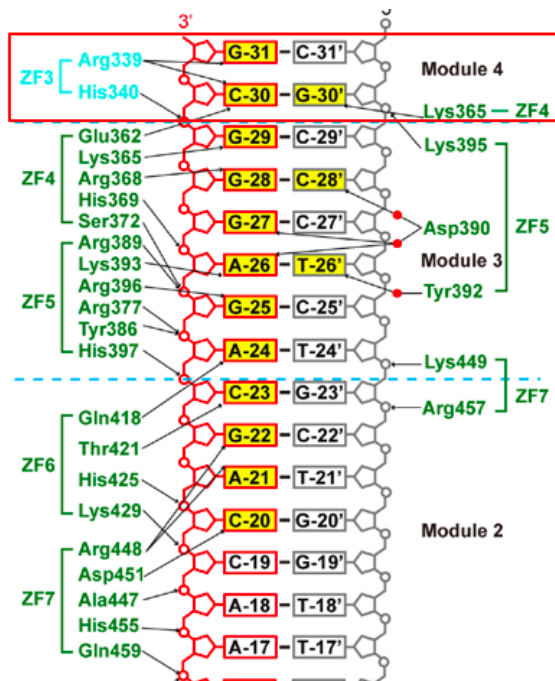 3'
5'
ZF3
Arg339
His340
G-31
C-31'
Module 4
C-30
G-30'
Glu362
Lys365
ZF4
G-29
C-29'
Lys395
ZF4
Lys365
Arg368
G-28
C-28'
His369
Ser372
G-27
C-27'
Asp390
ZF5
ZF5
Arg389
Lys393
A-26
T-26'
Module 3
Arg396
Tyr392
Arg377
G-25
C-25'
Tyr386
His397
A-24
T-24'
Lys449
C-23
G-23'
ZF7
Gln418
Arg457
ZF6
Thr421
G-22
C-22'
His425
A-21
T-21'
Lys429
C-20
G-20'
Module 2
ZF7
Arg448
Asp451
C-19
G-19'
Ala447
A-18
T-18'
His455
Gln459
A-17
T-17'